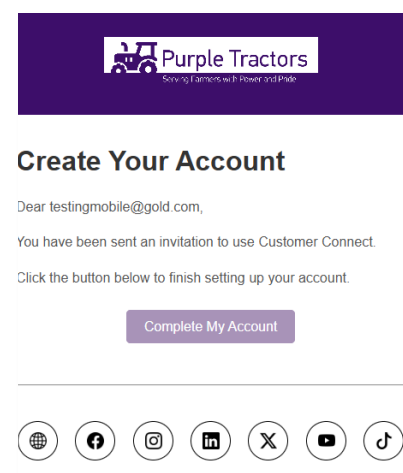 Purple Tractors
Serving Farmers with Power and Pride
Create Your Account
Dear testingmobile@gold.com,
You have been sent an invitation to use Customer Connect.
Click the button below to finish setting up your account.
Complete My Account